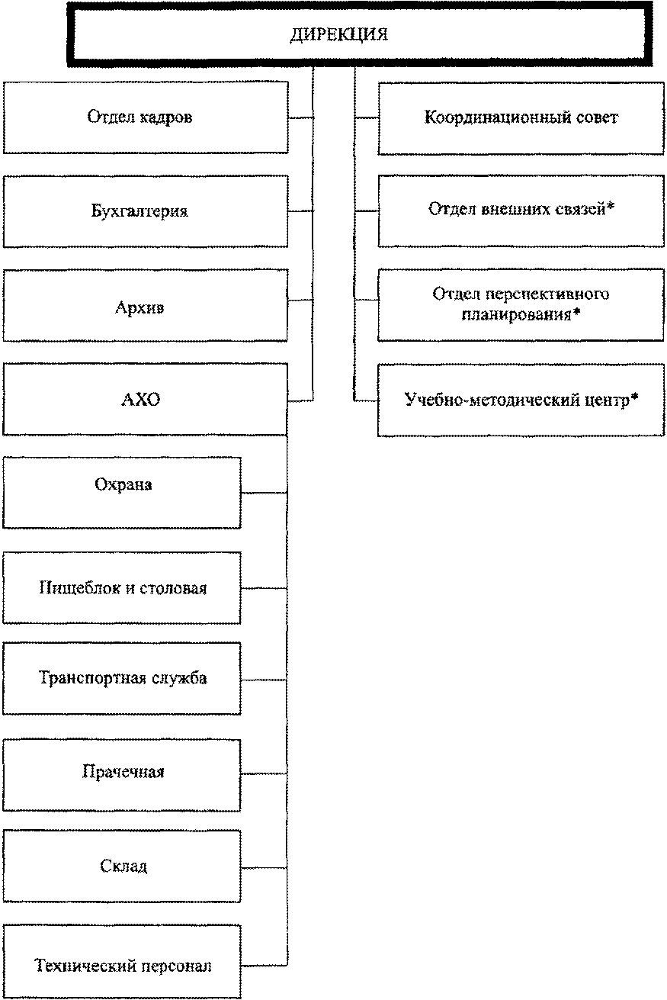 ДИРЕКЦИЯ
Отдел кадров
Координационный совет
Бухгалтерия
Отдел внешних связей*
Архив
Отдел перспективного
планирования*
АХО
Учебно-методический центр*
Охрана
Пищеблок и столовая
Транспортная служба
Прачечная
Склад
Технический персонал